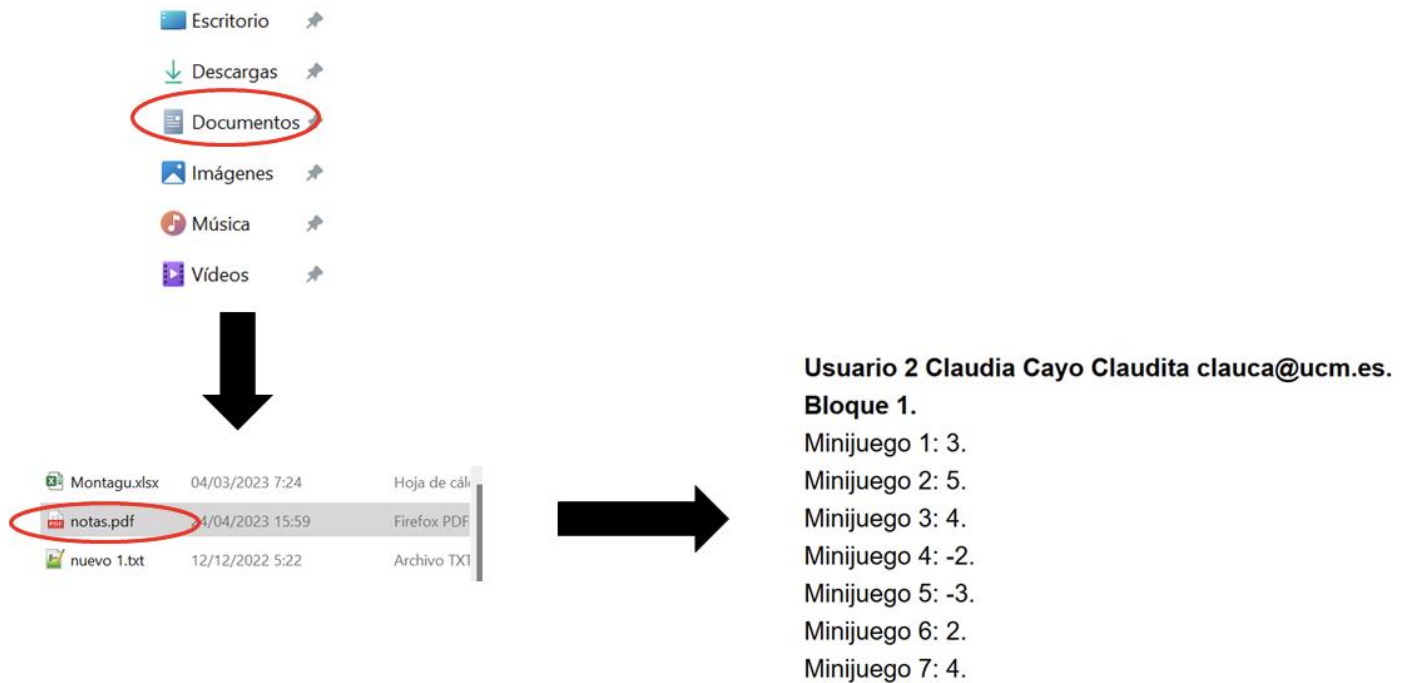 Escritorio
Descargas
Documentos
Imágenes
Música
Vídeos
Montagu.xlsx 04/03/2023 7:24 Hoja de cálc
notas.pdf 24/04/2023 15:59 Firefox PDF
nuevo 1.txt 12/12/2022 5:22 Archivo TXT
Usuario 2 Claudia Cayo Claudita clauca@ucm.es.
Bloque 1.
Minijuego 1: 3.
Minijuego 2: 5.
Minijuego 3: 4.
Minijuego 4: -2.
Minijuego 5: -3.
Minijuego 6: 2.
Minijuego 7: 4.